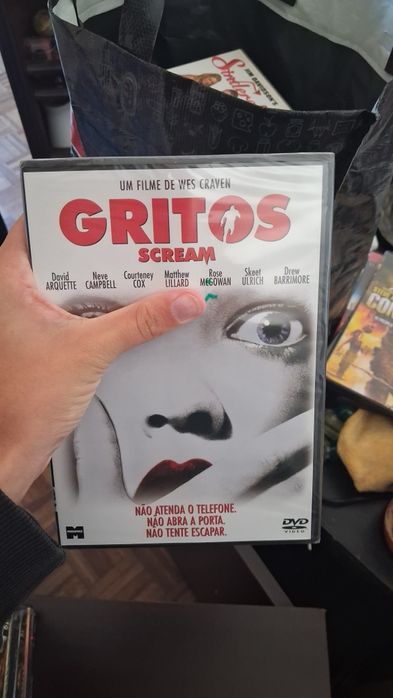 UM FILME DE WES CRAVEN
GRITOS
SCREAM
David ARQUETTE
Neve CAMPBELL
Courteney COX
Matthew LILLARD
Rose McGOWAN
Skeet ULRICH
Drew BARRIMORE
NÃO ATENDA O TELEFONE.
NÃO ABRA A PORTA.
NÃO TENTE ESCAPAR.
DVD
VIDEO